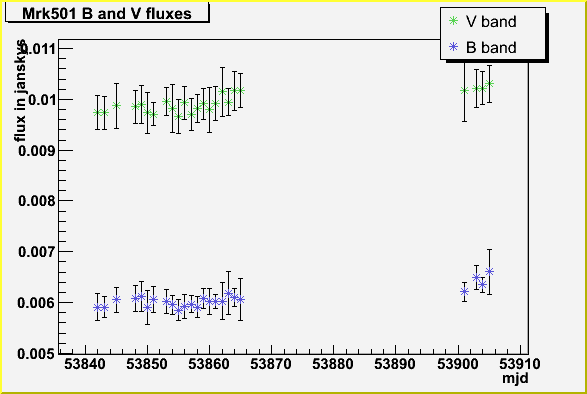 Mrk501 B and V fluxes
V band
B band
flux in janskys
0.011
0.01
0.009
0.008
0.007
0.006
0.005
53840 53850 53860 53870 53880 53890 53900 53910
mjd